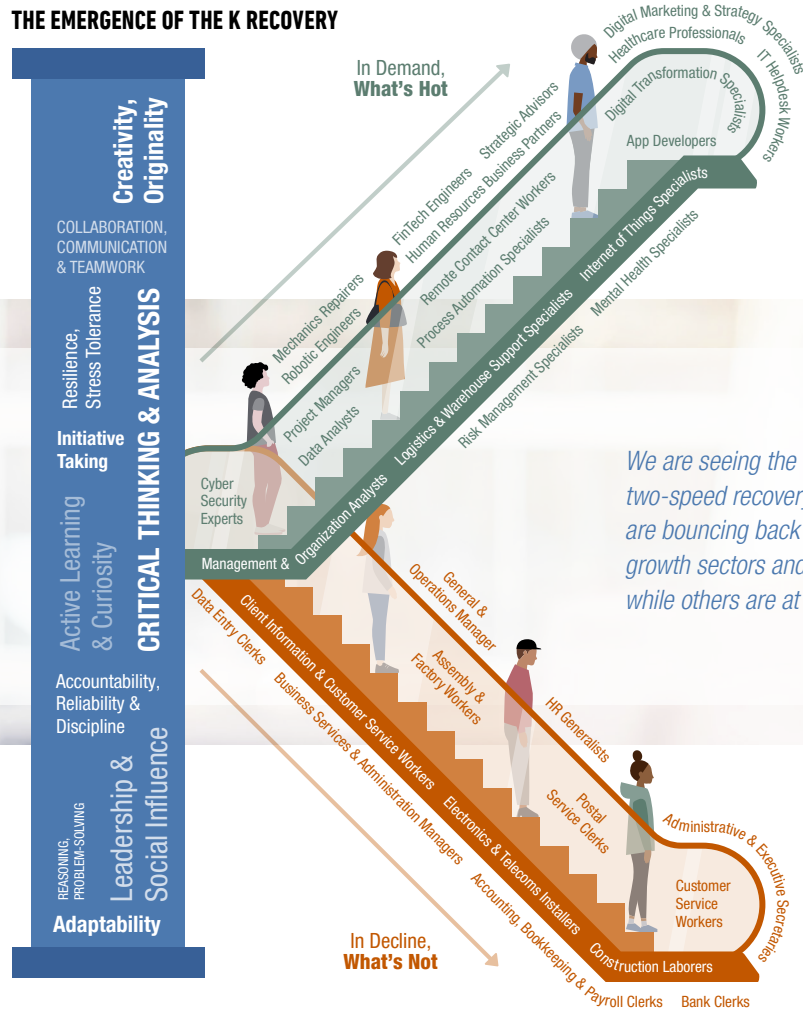 THE EMERGENCE OF THE K RECOVERY
Creativity,
Originality
COLLABORATION,
COMMUNICATION
& TEAMWORK
Resilience,
Stress Tolerance
CRITICAL THINKING & ANALYSIS
Initiative
Taking
Active Learning
& Curiosity
Accountability,
Reliability &
Discipline
Leadership &
Social Influence
REASONING,
PROBLEM-SOLVING
Adaptability
In Demand,
What's Hot
Digital Marketing & Strategy Specialists
Healthcare Professionals
IT Helpdesk Workers
Digital Transformation Specialists
App Developers
Strategic Advisors
Human Resources Business Partners
FinTech Engineers
Remote Contact Center Workers
Process Automation Specialists
Mechanics Repairers
Robotic Engineers
Project Managers
Data Analysts
Cyber
Security
Experts
Management & Organization Analysts
Logistics & Warehouse Support Specialists
Internet of Things Specialists
Mental Health Specialists
Risk Management Specialists
We are seeing the
two-speed recovery
are bouncing back
growth sectors and
while others are at
General &
Operations Manager
Data Entry Clerks
Client Information & Customer Service Workers
Assembly &
Factory Workers
Business Services & Administration Managers
HR Generalists
Postal
Service Clerks
Electronics & Telecoms Installers
Administrative & Executive Secretaries
Customer
Service
Workers
Construction Laborers
Accounting, Bookkeeping & Payroll Clerks
Bank Clerks
In Decline,
What's Not